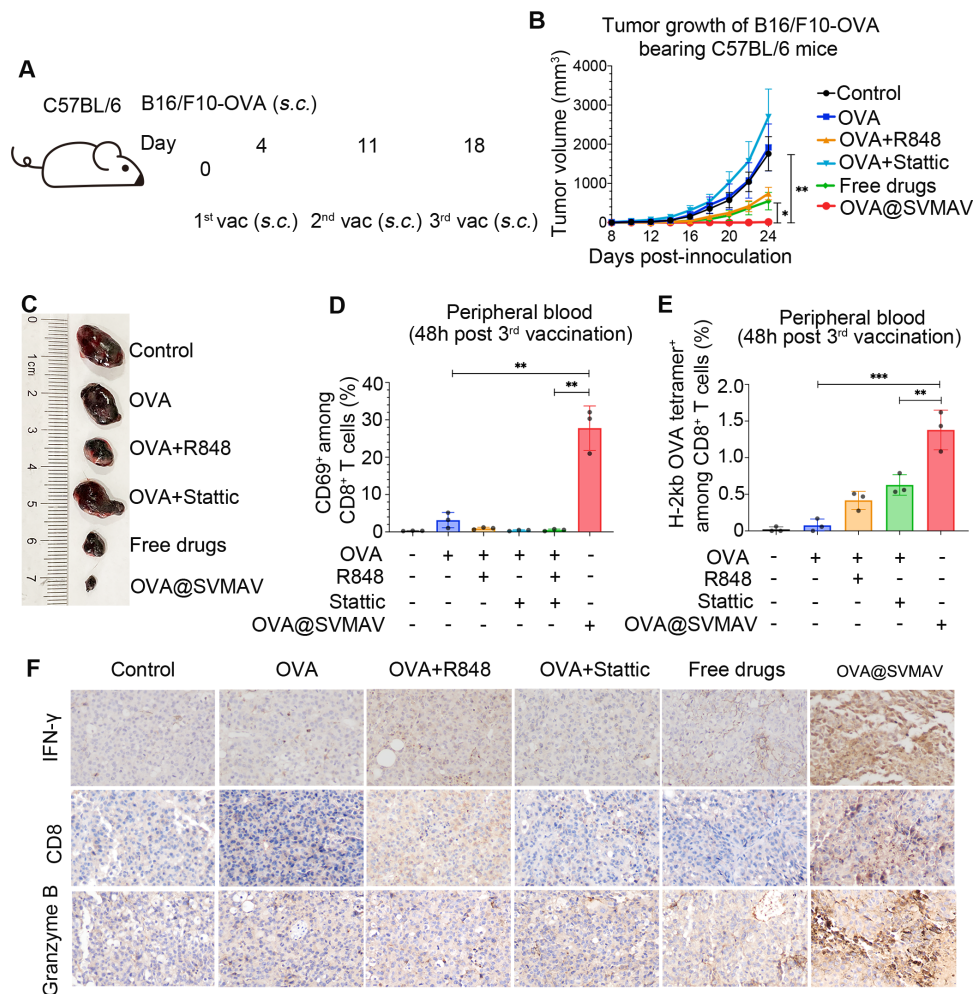 A
C57BL/6 B16/F10-OVA (s.c.)
Day 4 11 18
0
1st vac (s.c.) 2nd vac (s.c.) 3rd vac (s.c.)
B
Tumor growth of B16/F10-OVA
bearing C57BL/6 mice
Tumor volume (mm3)
4000
3000
2000
1000
0
8 12 16 20 24
Days post-innoculation
Control
OVA
OVA+R848
OVA+Stattic
Free drugs
OVA@SVMAV
*
**
C
0
1cm
2
3
4
5
6
7
Control
OVA
OVA+R848
OVA+Stattic
Free drugs
OVA@SVMAV
D
Peripheral blood
(48h post 3rd vaccination)
CD69+ among
CD8+ T cells (%)
40
30
20
10
0
**
**
OVA - + + + + -
R848 - - + - + -
Stattic - - - + + -
OVA@SVMAV - - - - - +
E
Peripheral blood
(48h post 3rd vaccination)
H-2kb OVA tetramer+
among CD8+ T cells (%)
2.0
1.5
1.0
0.5
0
***
**
OVA - + + + -
R848 - - + - -
Stattic - - - + -
OVA@SVMAV - - - - +
F
Control OVA OVA+R848 OVA+Stattic Free drugs OVA@SVMAV
IFN-γ
CD8
Granzyme B